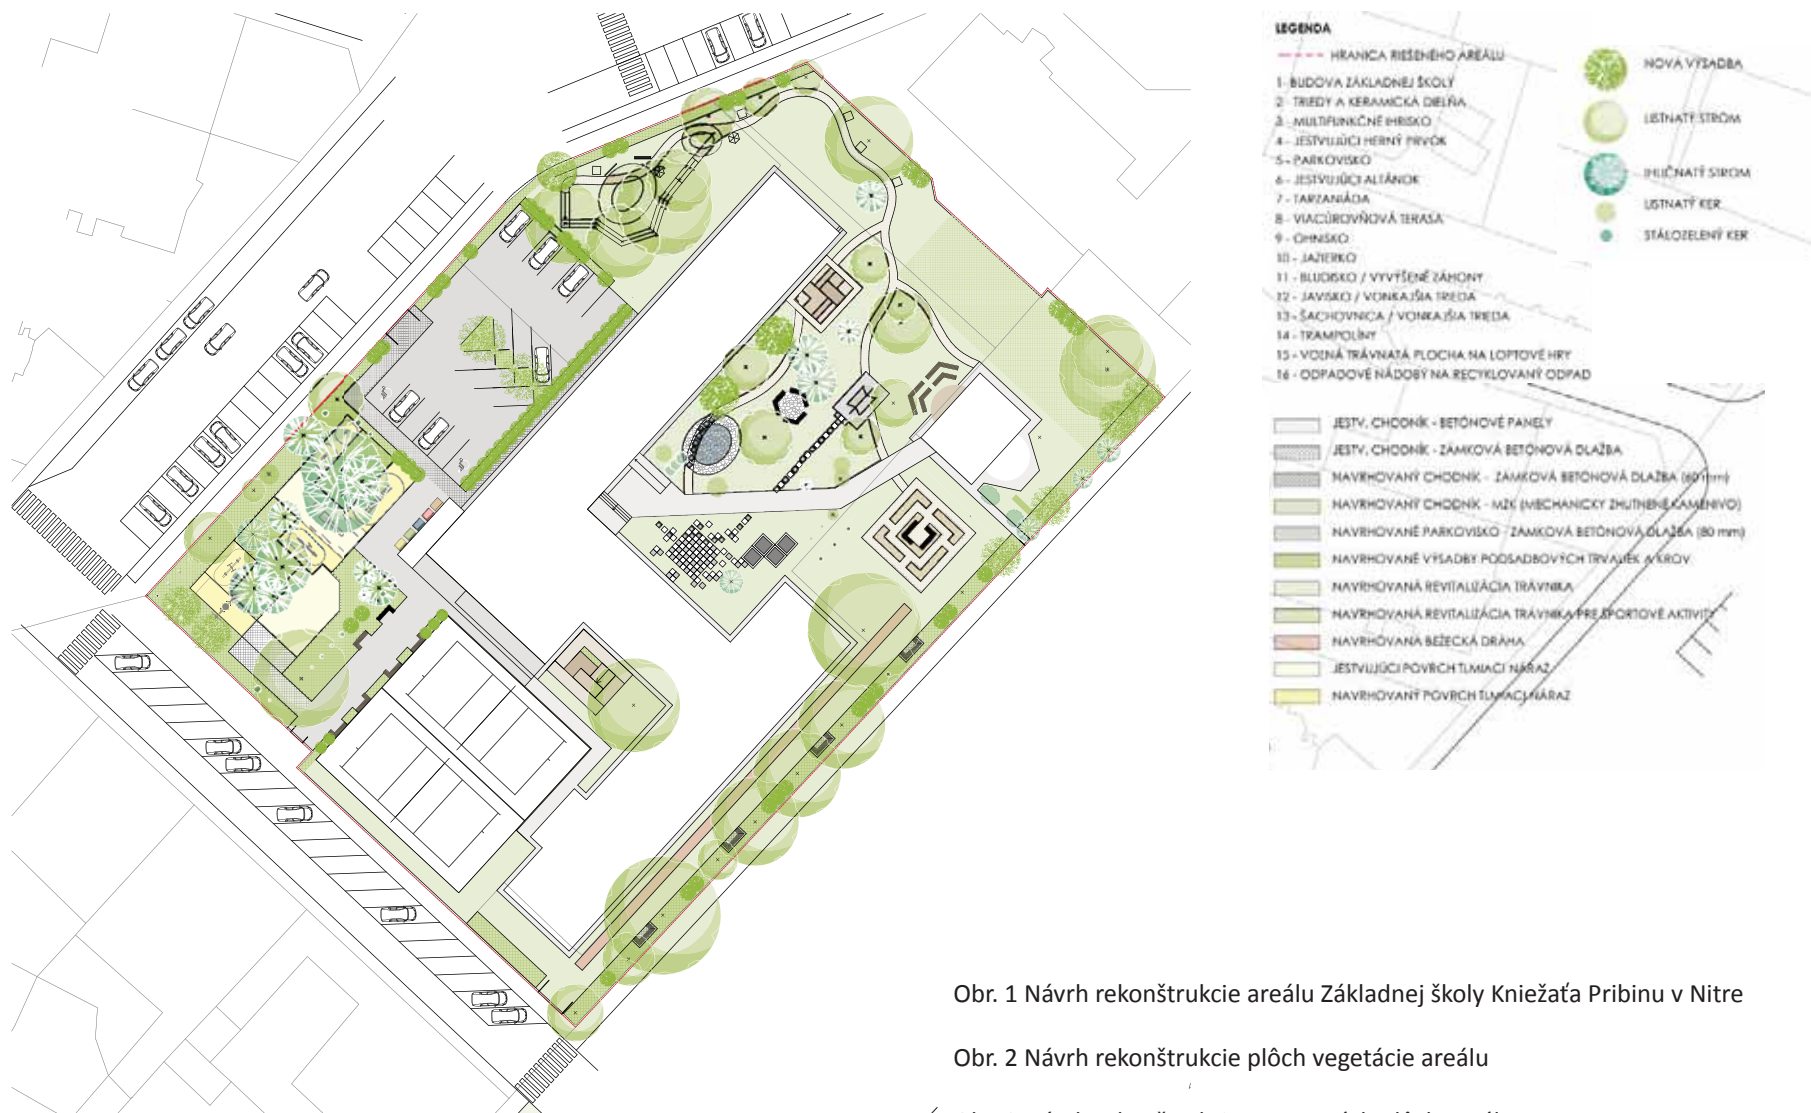 LEGENDA
HRANICA RIEŠENÉHO AREÁLU
1- BUDOVA ZÁKLADNEJ ŠKOLY
2 - TRIEDY A KERAMICKÁ DIELŇA
3 - MULTIFUNKČNÉ IHRISKO
4 - JESTVUJÚCI HERNÝ PRVOK
5 - PARKOVISKO
6 - JESTVUJÚCI ALTÁNOK
7 - TARZANIÁDA
8 - VIACÚROVŇOVÁ TERASA
9 - OHNISKO
10 - JAZIERKO
11 - BLUDISKO / VYVÝŠENÉ ZÁHONY
12 - JAVISKO / VONKAJŠIA TRIEDA
13 - ŠACHOVNICA / VONKAJŠIA TRIEDA
14 - TRAMPOLÍNY
15 - VOĽNÁ TRÁVNATÁ PLOCHA NA LOPTOVÉ HRY
16 - ODPADOVÉ NÁDOBY NA RECYKLOVANÝ ODPAD
NOVÁ VÝSADBA
LISTNATÝ STROM
IHLIČNATÝ STROM
LISTNATÝ KER
STÁLOZELENÝ KER
JESTV. CHODNÍK - BETÓNOVÉ PANELY
JESTV. CHODNÍK - ZÁMKOVÁ BETÓNOVÁ DLAŽBA
NAVRHOVANÝ CHODNÍK - ZÁMKOVÁ BETÓNOVÁ DLAŽBA (60 mm)
NAVRHOVANÝ CHODNÍK - MZK (MECHANICKY ZHUTNENÉ KAMENIVO)
NAVRHOVANÉ PARKOVISKO - ZÁMKOVÁ BETÓNOVÁ DLAŽBA (80 mm)
NAVRHOVANÉ VÝSADBY PODSADBOVÝCH TRVALIEK A KROV
NAVRHOVANÁ REVITALIZÁCIA TRÁVNIKA
NAVRHOVANÁ REVITALIZÁCIA TRÁVNIKA PRE ŠPORTOVÉ AKTIVITY
NAVRHOVANÁ BEŽECKÁ DRÁHA
JESTVUJÚCI POVRCH TLMIACI NÁRAZ
NAVRHOVANÝ POVRCH TLMIACI NÁRAZ
Obr. 1 Návrh rekonštrukcie areálu Základnej školy Kniežaťa Pribinu v Nitre
Obr. 2 Návrh rekonštrukcie plôch vegetácie areálu